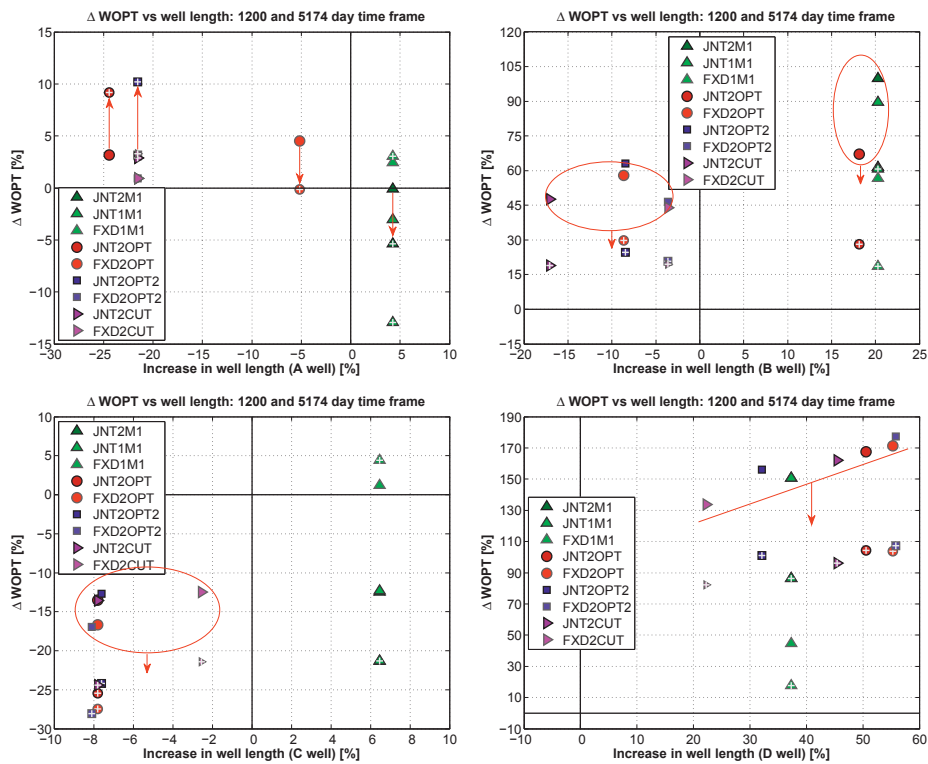 Δ WOPT vs well length: 1200 and 5174 day time frame
Δ WOPT [%]
15
10
5
0
−5
−10
−15
JNT2M1
JNT1M1
FXD1M1
JNT2OPT
FXD2OPT
JNT2OPT2
FXD2OPT2
JNT2CUT
FXD2CUT
−30 −25 −20 −15 −10 −5 0 5 10
Increase in well length (A well) [%]
Δ WOPT vs well length: 1200 and 5174 day time frame
Δ WOPT [%]
120
105
90
75
60
45
30
15
0
−15
JNT2M1
JNT1M1
FXD1M1
JNT2OPT
FXD2OPT
JNT2OPT2
FXD2OPT2
JNT2CUT
FXD2CUT
−20 −15 −10 −5 0 5 10 15 20 25
Increase in well length (B well) [%]
Δ WOPT vs well length: 1200 and 5174 day time frame
Δ WOPT [%]
10
5
0
−5
−10
−15
−20
−25
−30
JNT2M1
JNT1M1
FXD1M1
JNT2OPT
FXD2OPT
JNT2OPT2
FXD2OPT2
JNT2CUT
FXD2CUT
−10 −8 −6 −4 −2 0 2 4 6 8 10
Increase in well length (C well) [%]
Δ WOPT vs well length: 1200 and 5174 day time frame
Δ WOPT [%]
190
170
150
130
110
90
70
50
30
10
−10
JNT2M1
JNT1M1
FXD1M1
JNT2OPT
FXD2OPT
JNT2OPT2
FXD2OPT2
JNT2CUT
FXD2CUT
−10 0 10 20 30 40 50 60
Increase in well length (D well) [%]